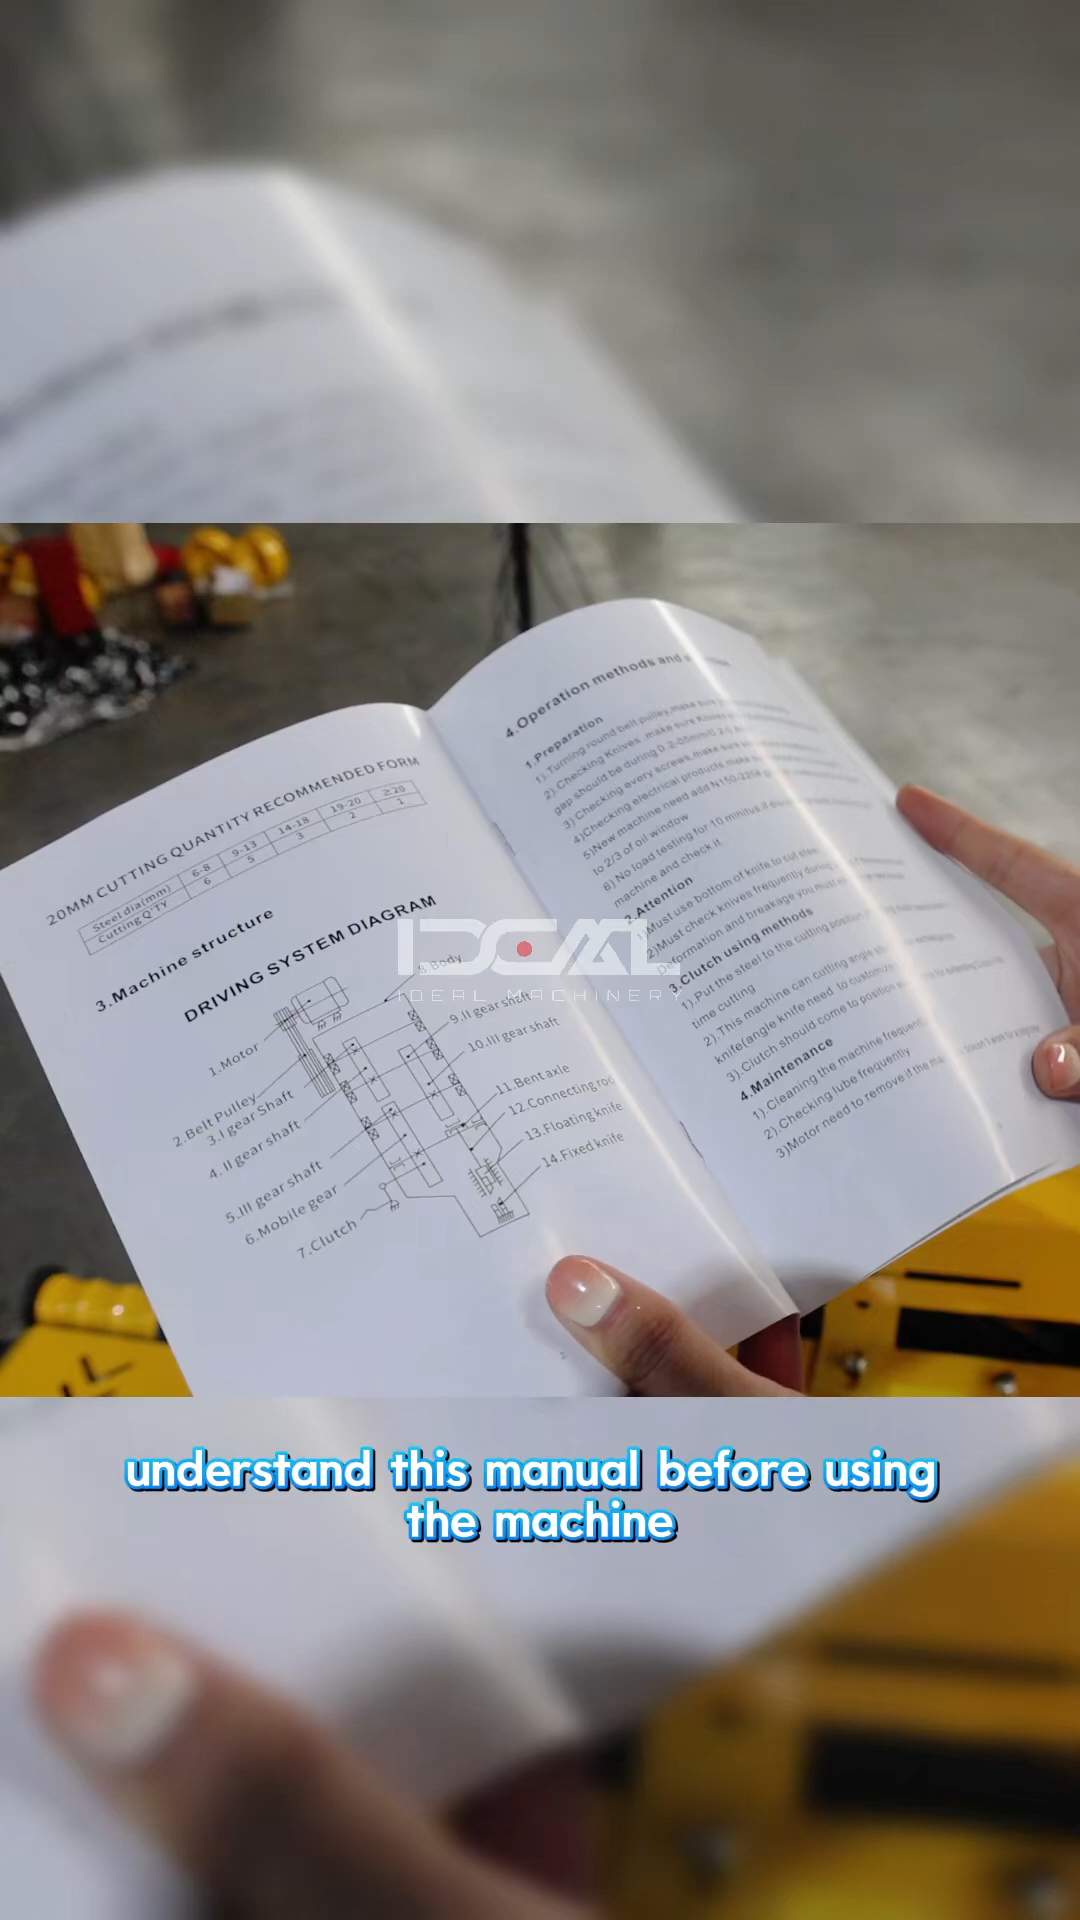 20MM CUTTING QUANTITY RECOMMENDED FORM
Steel dia(mm) 6-8 9-13 14-18 19-20 ≥20
Cutting Q'TY 6 5 3 2 1
3.Machine structure
DRIVING SYSTEM DIAGRAM
1.Motor
2.Belt Pulley
3.I gear Shaft
4.II gear shaft
5.III gear shaft
6.Mobile gear
7.Clutch
8.Body
9.II gear shaft
10.III gear shaft
11.Bent axle
12.Connecting
13.Floating knife
14.Fixed knife
2
4.Operation methods and
1.Preparation
1).Turning round belt pulley,make sure
2).Checking Knives ,make sure Knives
gap should be during
3) Checking every screws,make sure
4)Checking electrical products,make
5)New machine need add N150-220#
to 2/3 of oil window
6) No load testing for 10 minitus,if
machine and check it.
2.Attention
1)Must use bottom of knife to cut steel
2)Must check knives frequently during
Deformation and breakage you must
3.Clutch using methods
1).Put the steel to the cutting position
time cutting
2).This machine can cutting angle
knife(angle knife need to customize
3).Clutch should come to position
4.Maintenance
1).Cleaning the machine
2).Checking lube frequently
3)Motor need to remove if the
IDEAL
IDEAL MACHINERY
understand this manual before using
the machine